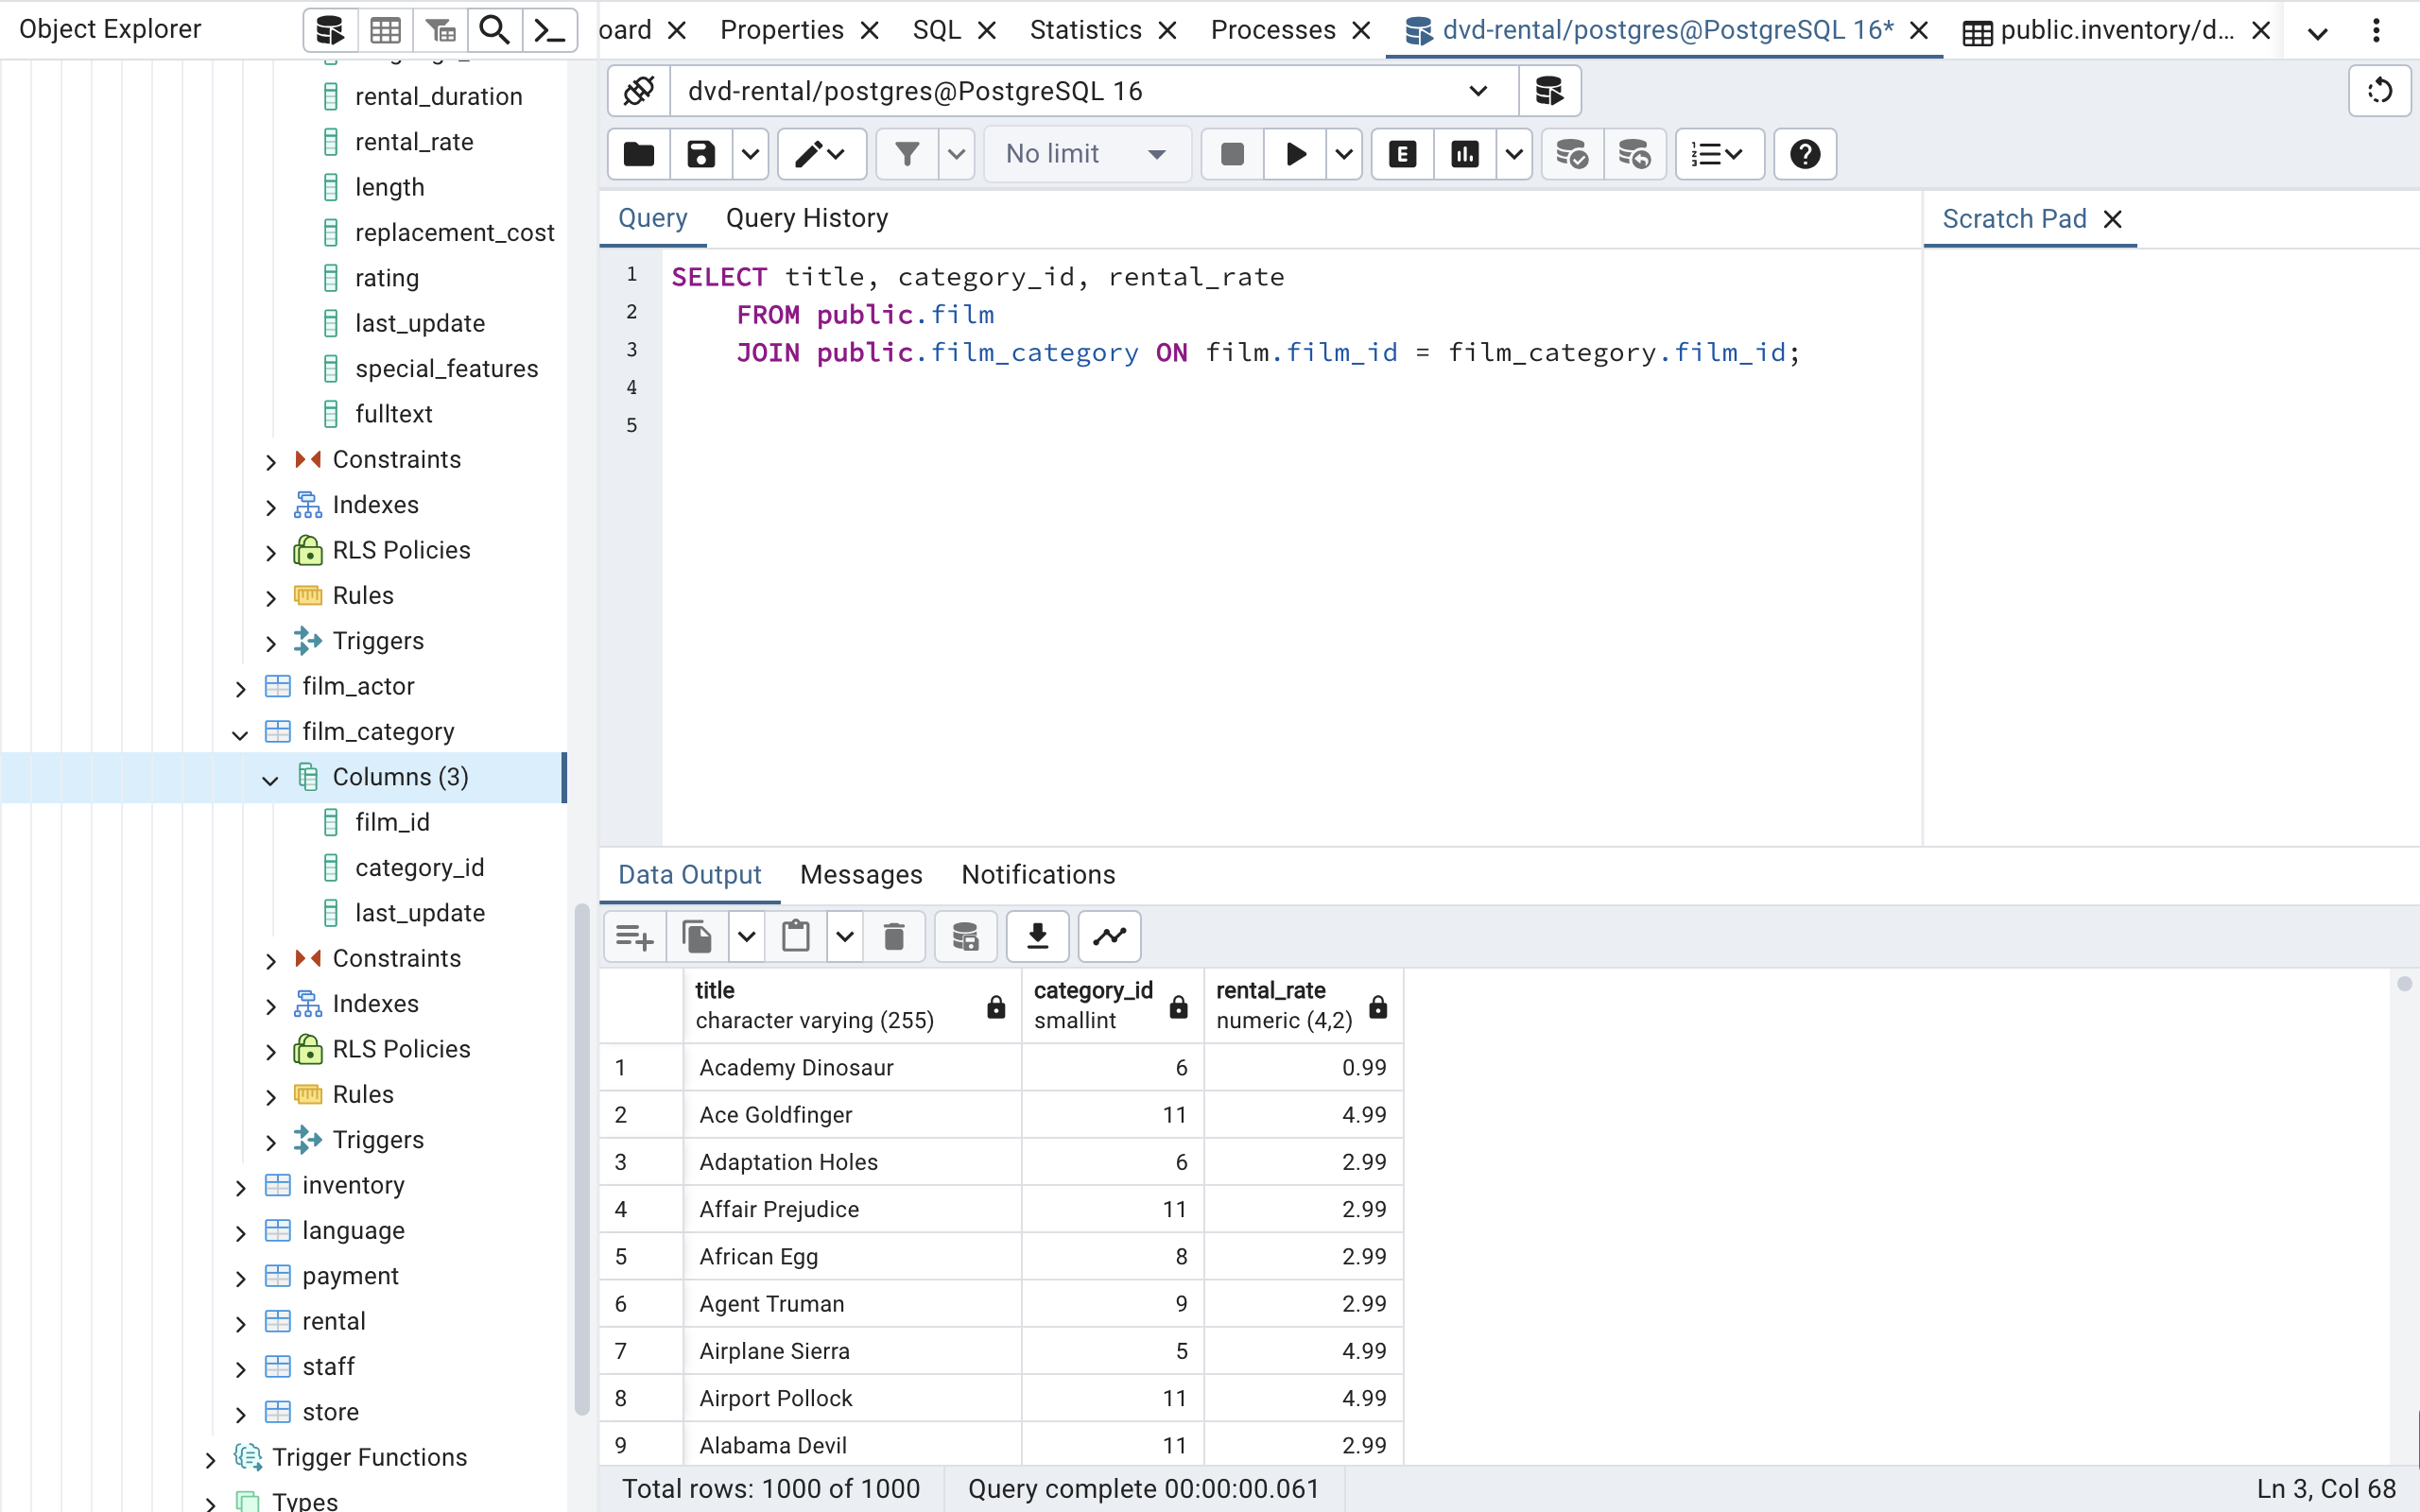 Object Explorer
oard
Properties
SQL
Statistics
Processes
dvd-rental/postgres@PostgreSQL 16*
public.inventory/d...
rental_duration
rental_rate
length
replacement_cost
rating
last_update
special_features
fulltext
Constraints
Indexes
RLS Policies
Rules
Triggers
film_actor
film_category
Columns (3)
film_id
category_id
last_update
Constraints
Indexes
RLS Policies
Rules
Triggers
inventory
language
payment
rental
staff
store
Trigger Functions
Types
dvd-rental/postgres@PostgreSQL 16
No limit
E
Query
Query History
Scratch Pad
1 SELECT title, category_id, rental_rate
2 FROM public.film
3 JOIN public.film_category ON film.film_id = film_category.film_id;
4
5
Data Output
Messages
Notifications
title category_id rental_rate
character varying (255) smallint numeric (4,2)
1 Academy Dinosaur 6 0.99
2 Ace Goldfinger 11 4.99
3 Adaptation Holes 6 2.99
4 Affair Prejudice 11 2.99
5 African Egg 8 2.99
6 Agent Truman 9 2.99
7 Airplane Sierra 5 4.99
8 Airport Pollock 11 4.99
9 Alabama Devil 11 2.99
Total rows: 1000 of 1000
Query complete 00:00:00.061
Ln 3, Col 68